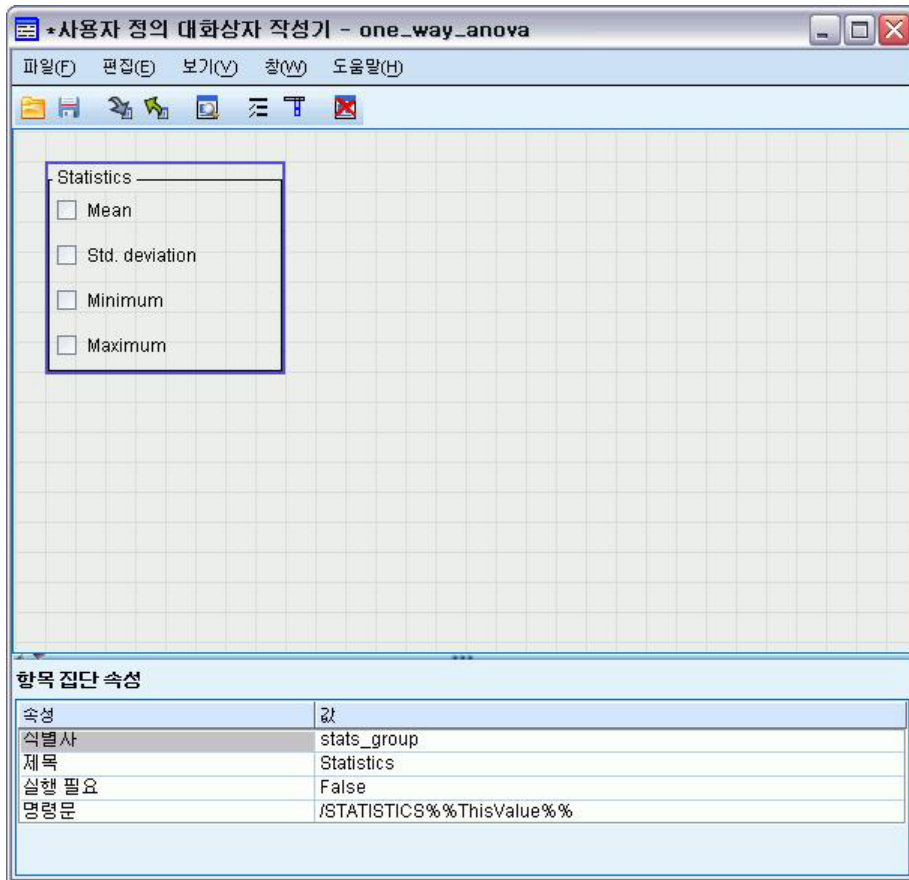 *사용자 정의 대화상자 작성기 - one_way_anova
파일(F) 편집(E) 보기(V) 창(W) 도움말(H)
Statistics
Mean
Std. deviation
Minimum
Maximum
항목 집단 속성
속성 값
식별자 stats_group
제목 Statistics
실행 필요 False
명령문 /STATISTICS%%ThisValue%%